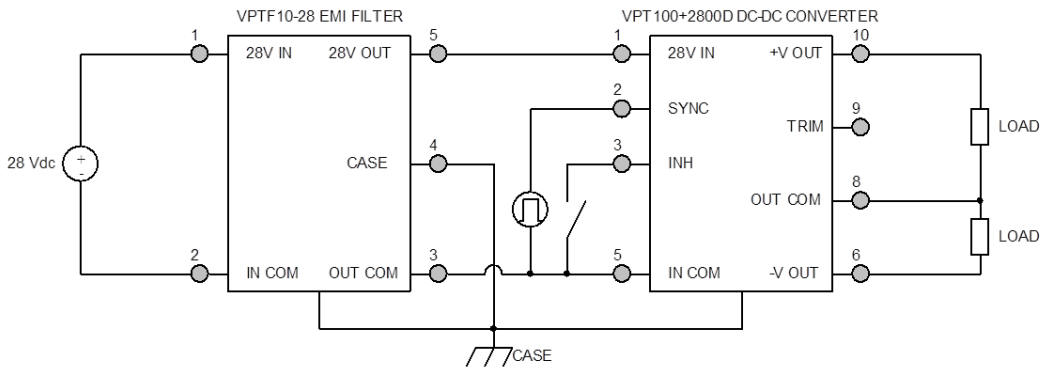 VPTF10-28 EMI FILTER
VPT100+2800D DC-DC CONVERTER
1
28V IN
28V OUT
5
1
28V IN
+V OUT
10
2
SYNC
TRIM
9
LOAD
28 Vdc
+
-
CASE
4
3
INH
OUT COM
8
LOAD
2
IN COM
OUT COM
3
5
IN COM
-V OUT
6
CASE